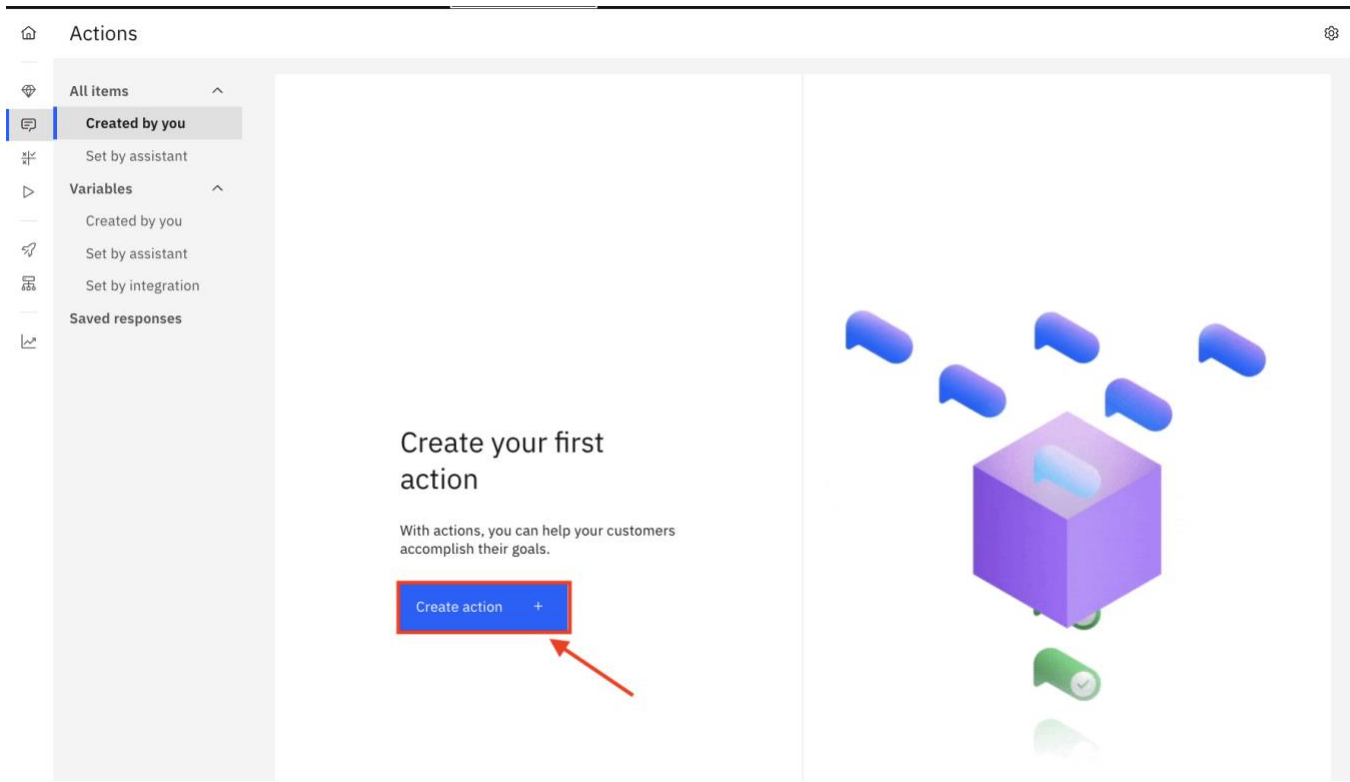 Actions
All items
Created by you
Set by assistant
Variables
Created by you
Set by assistant
Set by integration
Saved responses
Create your first
action
With actions, you can help your customers
accomplish their goals.
Create action +